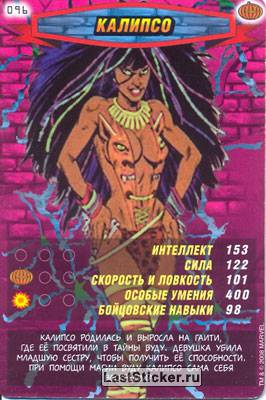 096
КАЛИПСО
ИНТЕЛЛЕКТ 153
СИЛА 122
СКОРОСТЬ И ЛОВКОСТЬ 101
ОСОБЫЕ УМЕНИЯ 400
БОЙЦОВСКИЕ НАВЫКИ 98
КАЛИПСО РОДИЛАСЬ И ВЫРОСЛА НА ГАИТИ,
ГДЕ ЕЁ ПОСВЯТИЛИ В ТАЙНЫ ВУДУ. ДЕВУШКА УБИЛА
МЛАДШУЮ СЕСТРУ, ЧТОБЫ ПОЛУЧИТЬ ЕЁ СПОСОБНОСТИ.
ПРИ ПОМОЩИ МАГИИ ВУДУ КАЛИПСО САМА СЕБЯ
LastSticker.ru
TM & © 2008 MARVEL